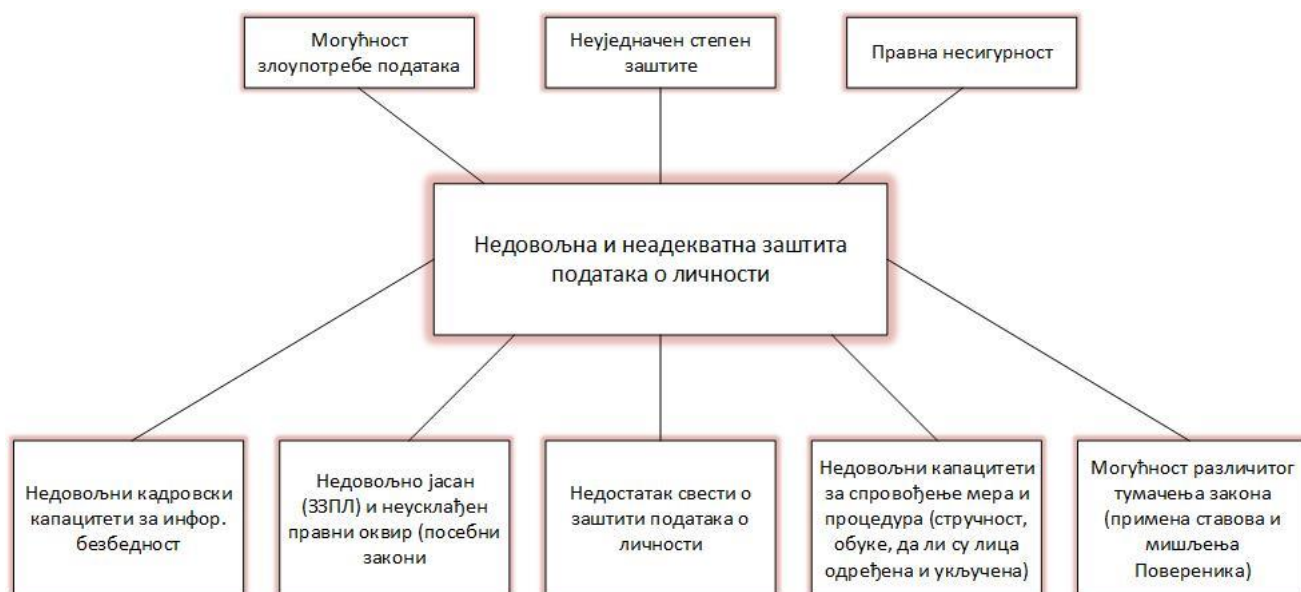 Могућност
злоупотребе података
Неуједначен степен
заштите
Правна несигурност
Недовољна и неадекватна заштита
података о личности
Недовољни кадровски
капацитети за инфор.
безбедност
Недовољно јасан
(ЗЗПЛ) и неусклађен
правни оквир (посебни
закони
Недостатак свести о
заштити података о
личности
Недовољни капацитети
за спровођење мера и
процедура (стручност,
обуке, да ли су лица
одређена и укључена)
Могућност различитог
тумачења закона
(примена ставова и
мишљења
Повереника)